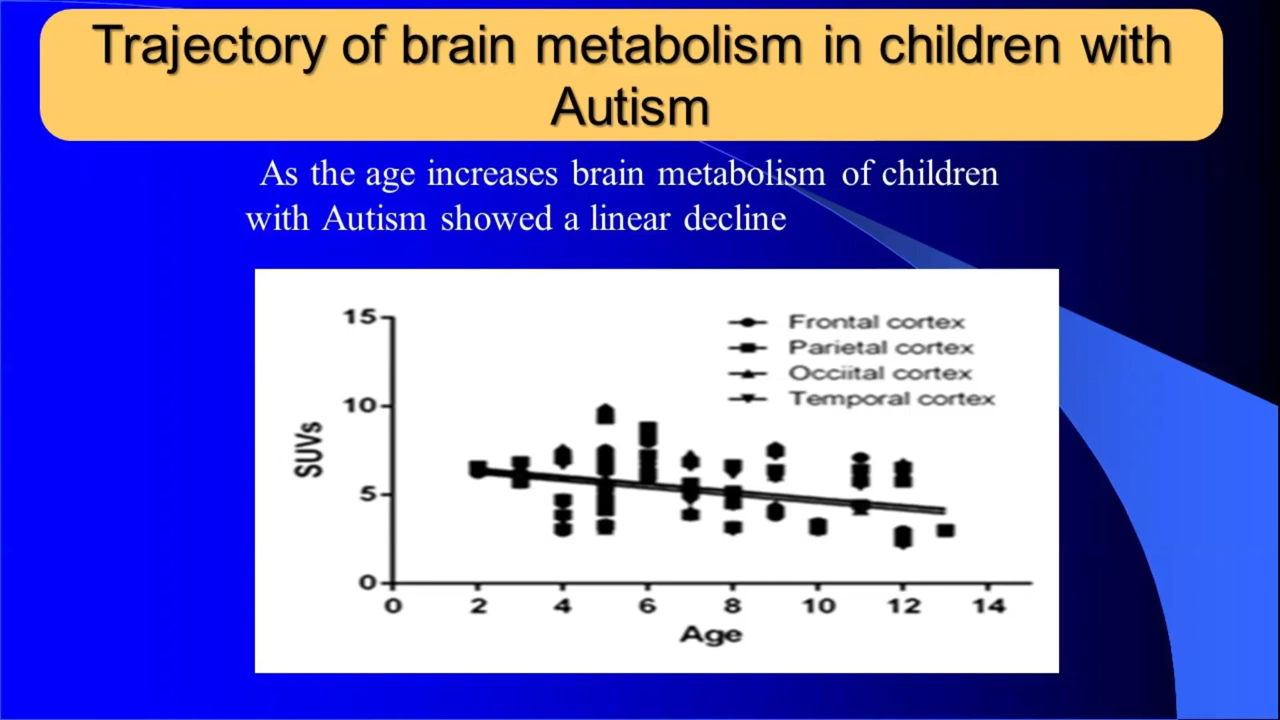 Trajectory of brain metabolism in children with
Autism
As the age increases brain metabolism of children
with Autism showed a linear decline
15
10
5
0
SUVs
Frontal cortex
Parietal cortex
Occiital cortex
Temporal cortex
0 2 4 6 8 10 12 14
Age